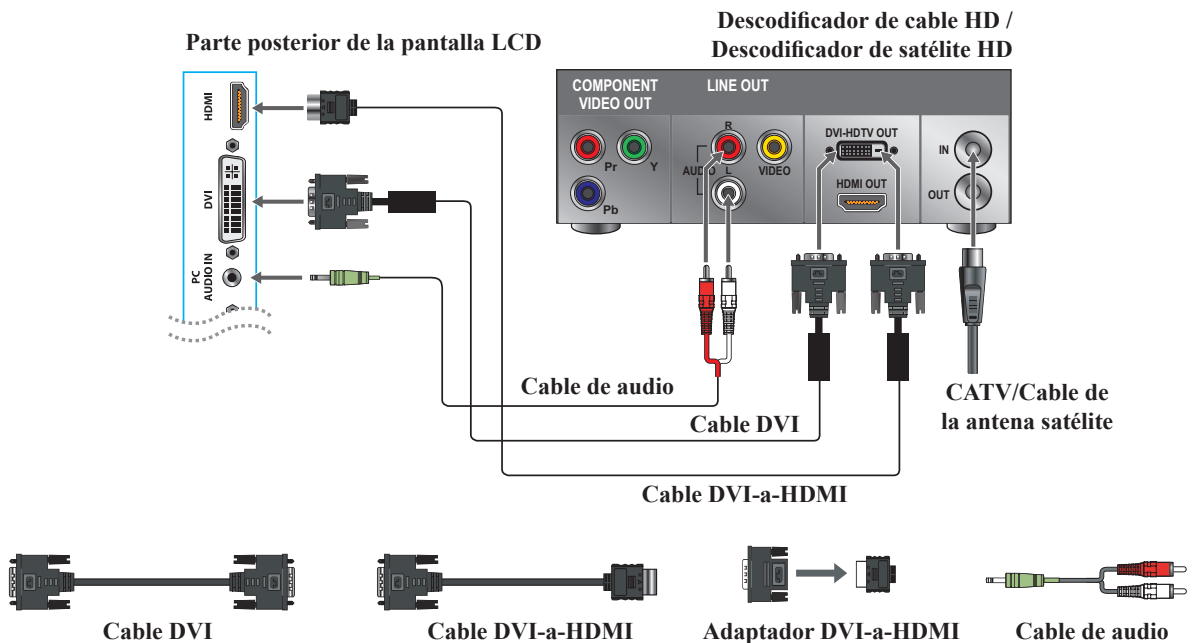 Descodificador de cable HD /
Descodificador de satélite HD
Parte posterior de la pantalla LCD
HDMI
DVI
PC
AUDIO IN
COMPONENT
VIDEO OUT
LINE OUT
R
Pr
Y
AUDIO
L
VIDEO
Pb
DVI-HDTV OUT
HDMI OUT
IN
OUT
Cable de audio
CATV/Cable de
la antena satélite
Cable DVI
Cable DVI-a-HDMI
Cable DVI
Cable DVI-a-HDMI
Adaptador DVI-a-HDMI
Cable de audio